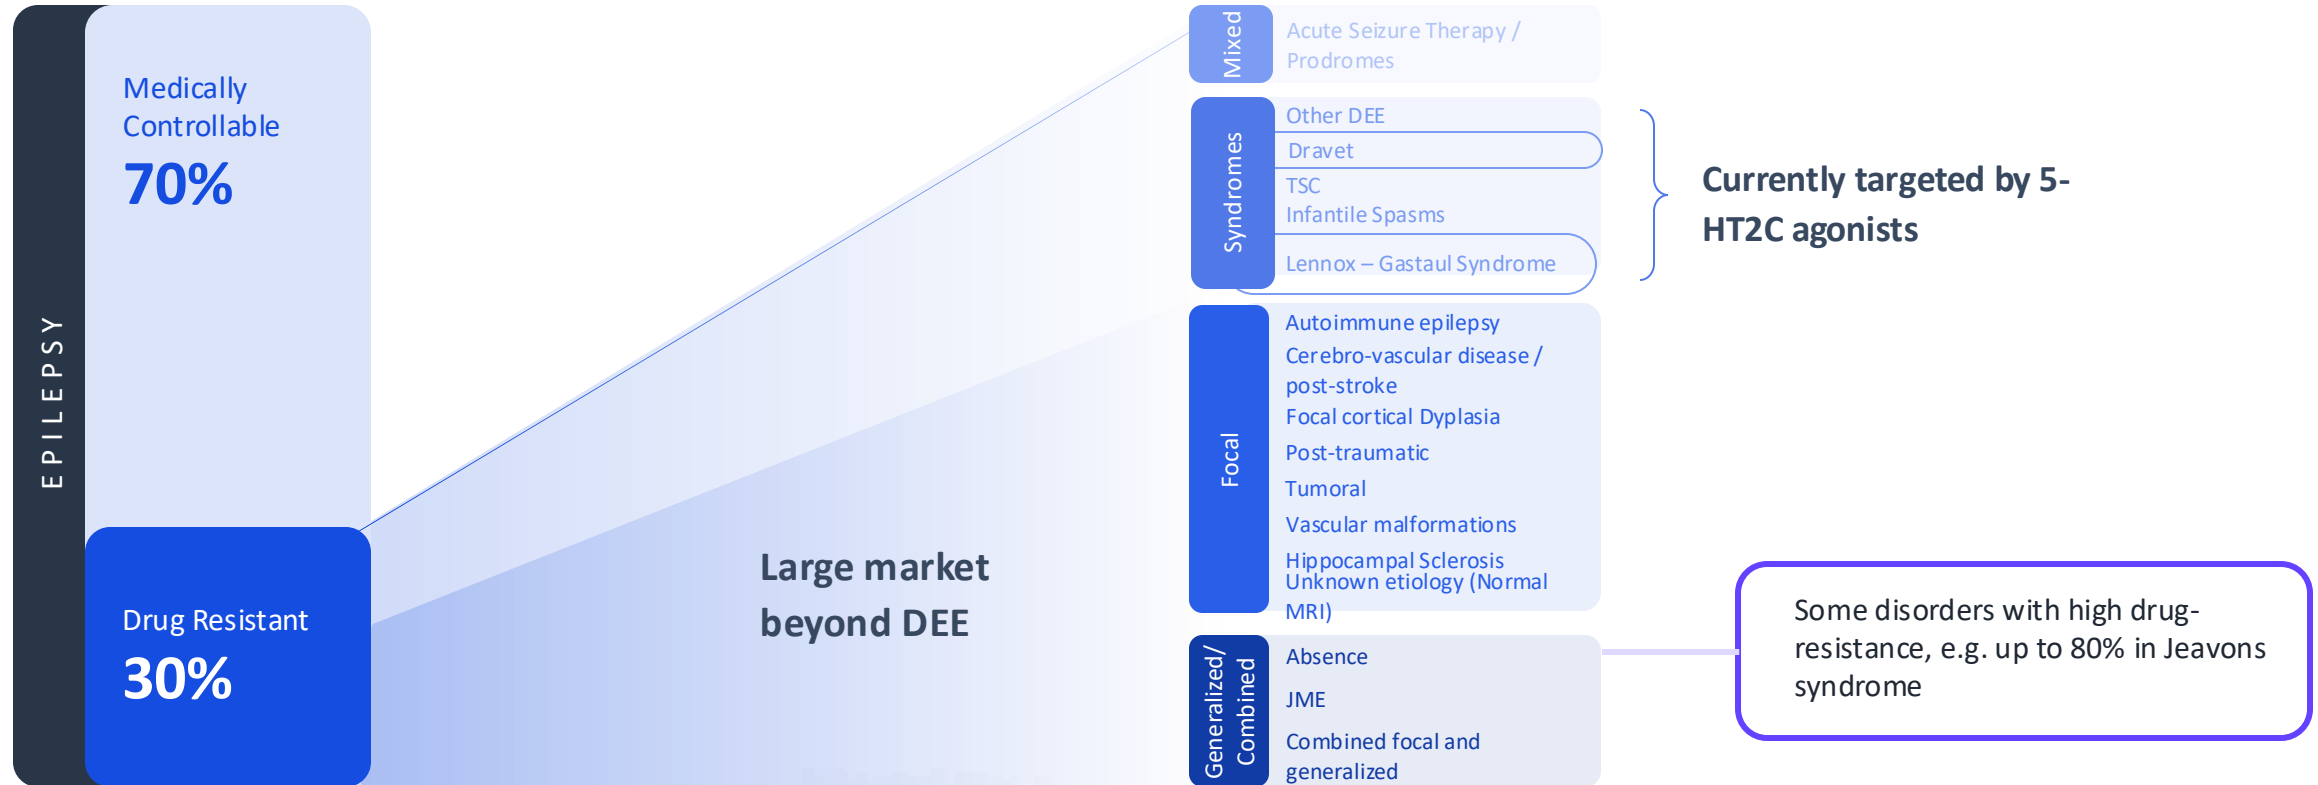 EPILEPSY
Medically
Controllable
70%
Drug Resistant
30%
Large market
beyond DEE
Mixed
Acute Seizure Therapy /
Prodromes
Syndromes
Other DEE
Dravet
TSC
Infantile Spasms
Lennox – Gastaul Syndrome
Currently targeted by 5-
HT2C agonists
Focal
Autoimmune epilepsy
Cerebro-vascular disease /
post-stroke
Focal cortical Dyplasia
Post-traumatic
Tumoral
Vascular malformations
Hippocampal Sclerosis
Unknown etiology (Normal
MRI)
Generalized/
Combined
Absence
JME
Combined focal and
generalized
Some disorders with high drug-
resistance, e.g. up to 80% in Jeavons
syndrome